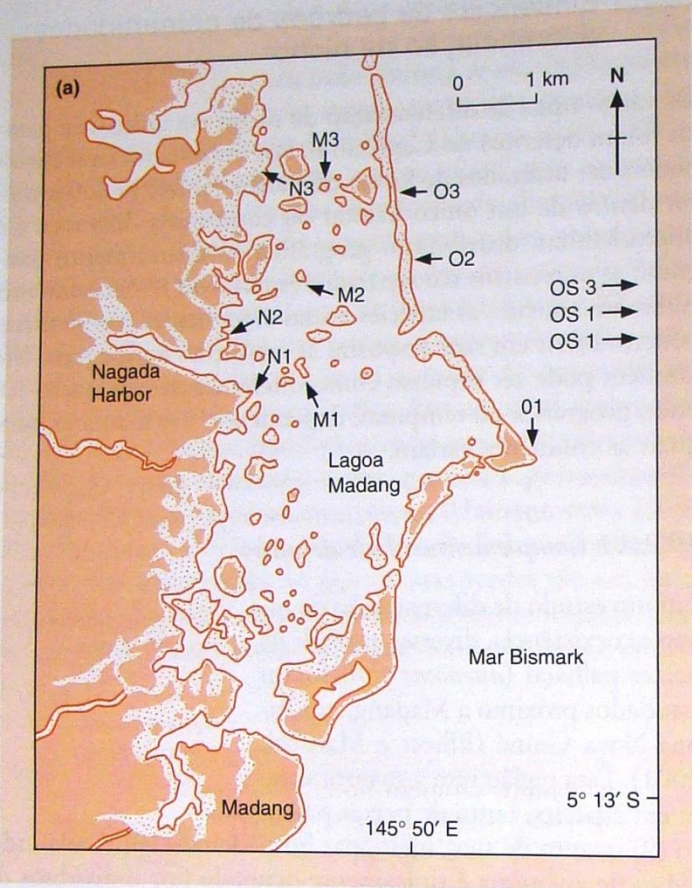 (a)
0 1 km
N
M3
N3
O3
O2
OS 3
OS 2
OS 1
M2
N2
N1
Nagada
Harbor
M1
01
Lagoa
Madang
Mar Bismark
5° 13′ S
Madang
145° 50′ E